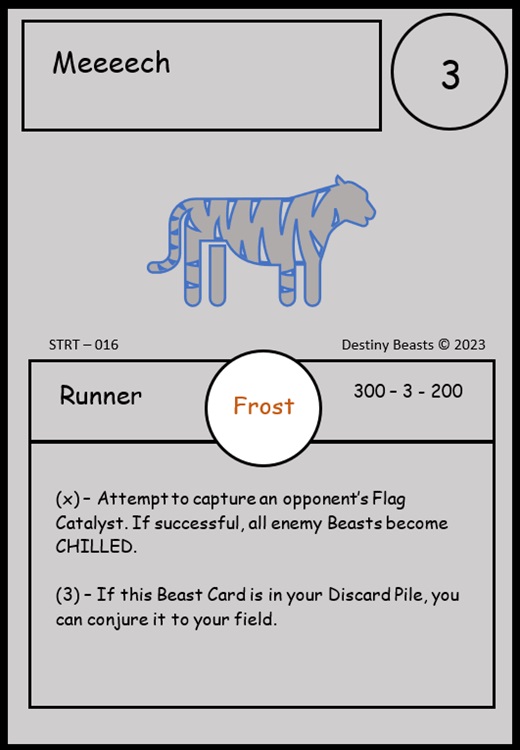 Meeeech
3
STRT – 016
Destiny Beasts © 2023
Runner
Frost
300 – 3 - 200
(x) – Attempt to capture an opponent's Flag
Catalyst. If successful, all enemy Beasts become
CHILLED.
(3) – If this Beast Card is in your Discard Pile, you
can conjure it to your field.